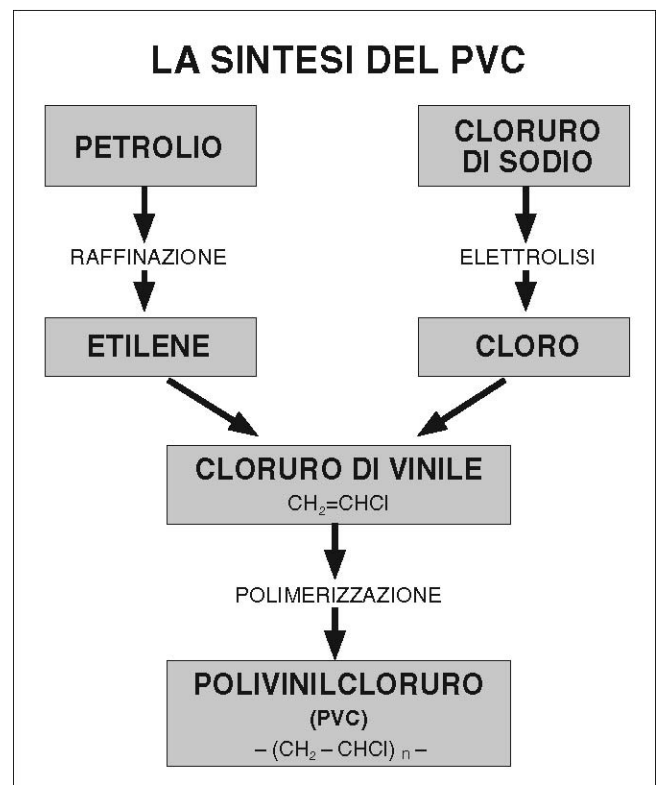 LA SINTESI DEL PVC
PETROLIO
CLORURO
DI SODIO
RAFFINAZIONE
ELETTROLISI
ETILENE
CLORO
CLORURO DI VINILE
CH₂=CHCl
POLIMERIZZAZIONE
POLIVINILCLORURO
(PVC)
– (CH₂ – CHCl) ₙ –